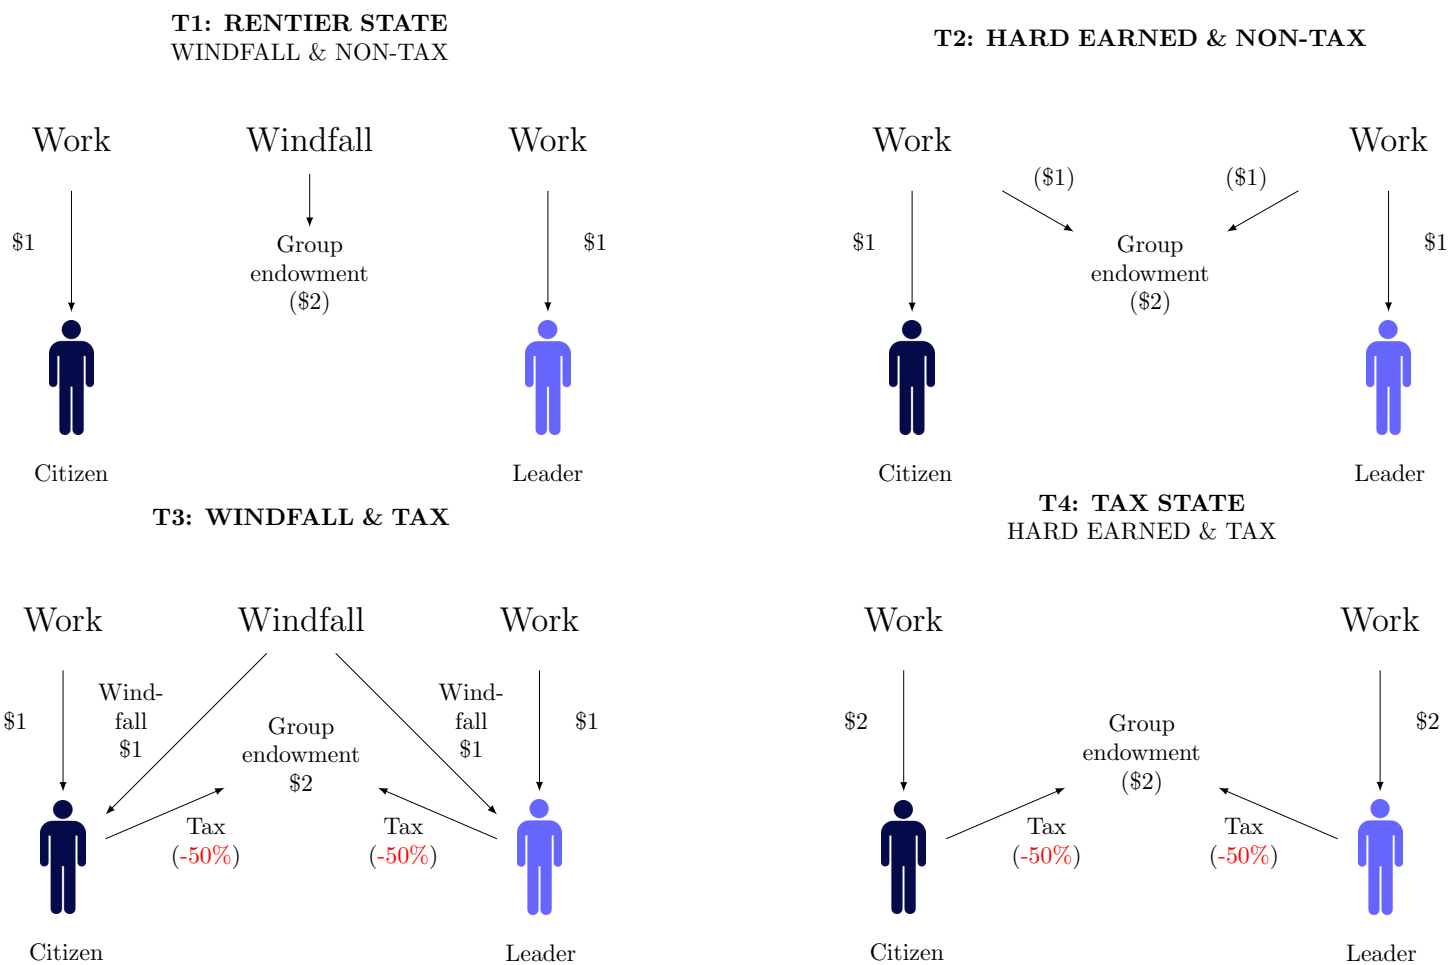 T1: RENTIER STATE
WINDFALL & NON-TAX
Work
Windfall
Work
$1
Group
endowment
($2)
$1
Citizen
Leader
T2: HARD EARNED & NON-TAX
Work
Work
($1)
($1)
$1
Group
endowment
($2)
$1
Citizen
Leader
T3: WINDFALL & TAX
Work
Windfall
Work
$1
Wind-
fall
$1
Group
endowment
$2
Wind-
fall
$1
$1
Tax
(-50%)
Tax
(-50%)
Citizen
Leader
T4: TAX STATE
HARD EARNED & TAX
Work
Work
$2
Group
endowment
($2)
$2
Tax
(-50%)
Tax
(-50%)
Citizen
Leader